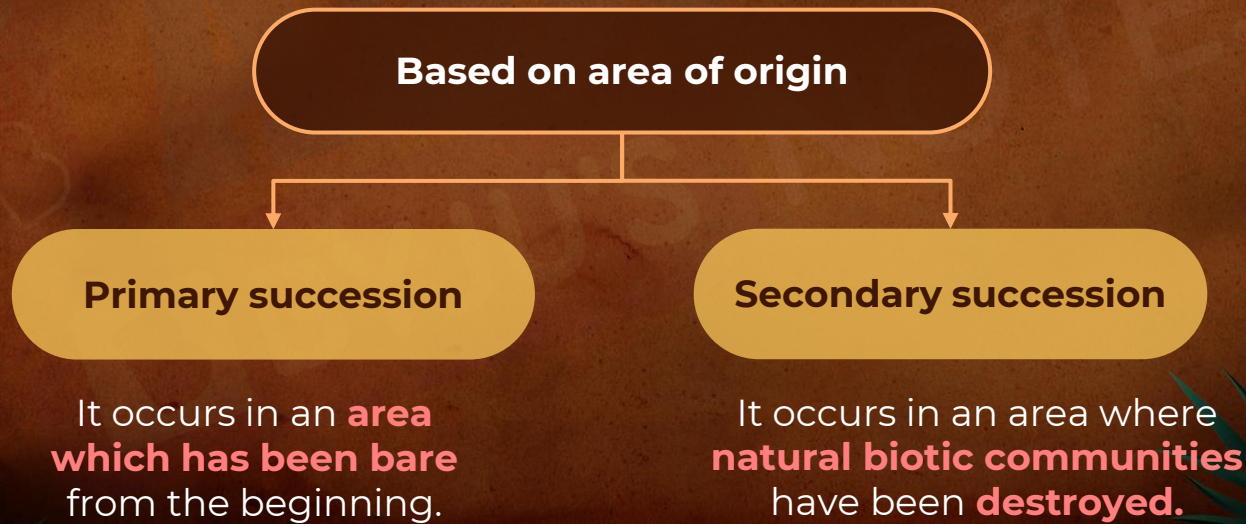 Based on area of origin
Primary succession
Secondary succession
It occurs in an area
which has been bare
from the beginning.
It occurs in an area where
natural biotic communities
have been destroyed.